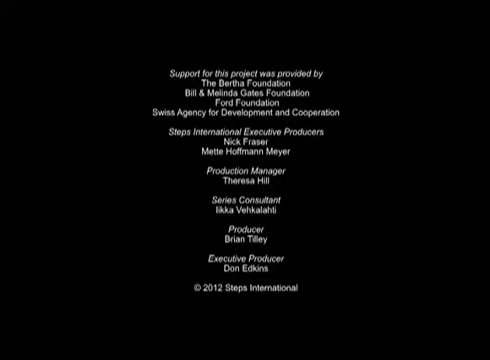 Support for this project was provided by
The Bertha Foundation
Bill & Melinda Gates Foundation
Ford Foundation
Swiss Agency for Development and Cooperation
Steps International Executive Producers
Nick Fraser
Mette Hoffmann Meyer
Production Manager
Theresa Hill
Series Consultant
Iikka Vehkalahti
Producer
Brian Tilley
Executive Producer
Don Edkins
© 2012 Steps International